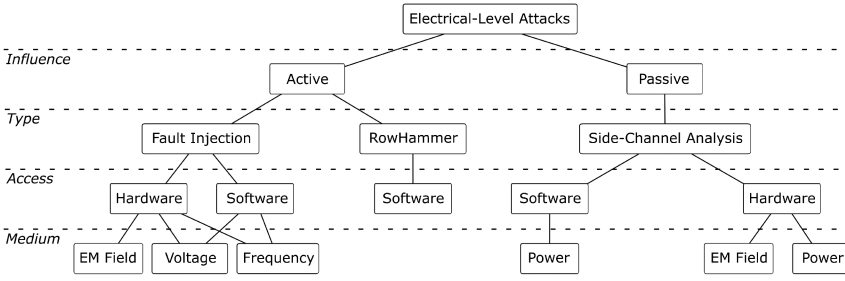 Electrical-Level Attacks
Influence
Active
Passive
Type
Fault Injection
RowHammer
Side-Channel Analysis
Access
Hardware
Software
Software
Software
Hardware
Medium
EM Field
Voltage
Frequency
Power
EM Field
Power